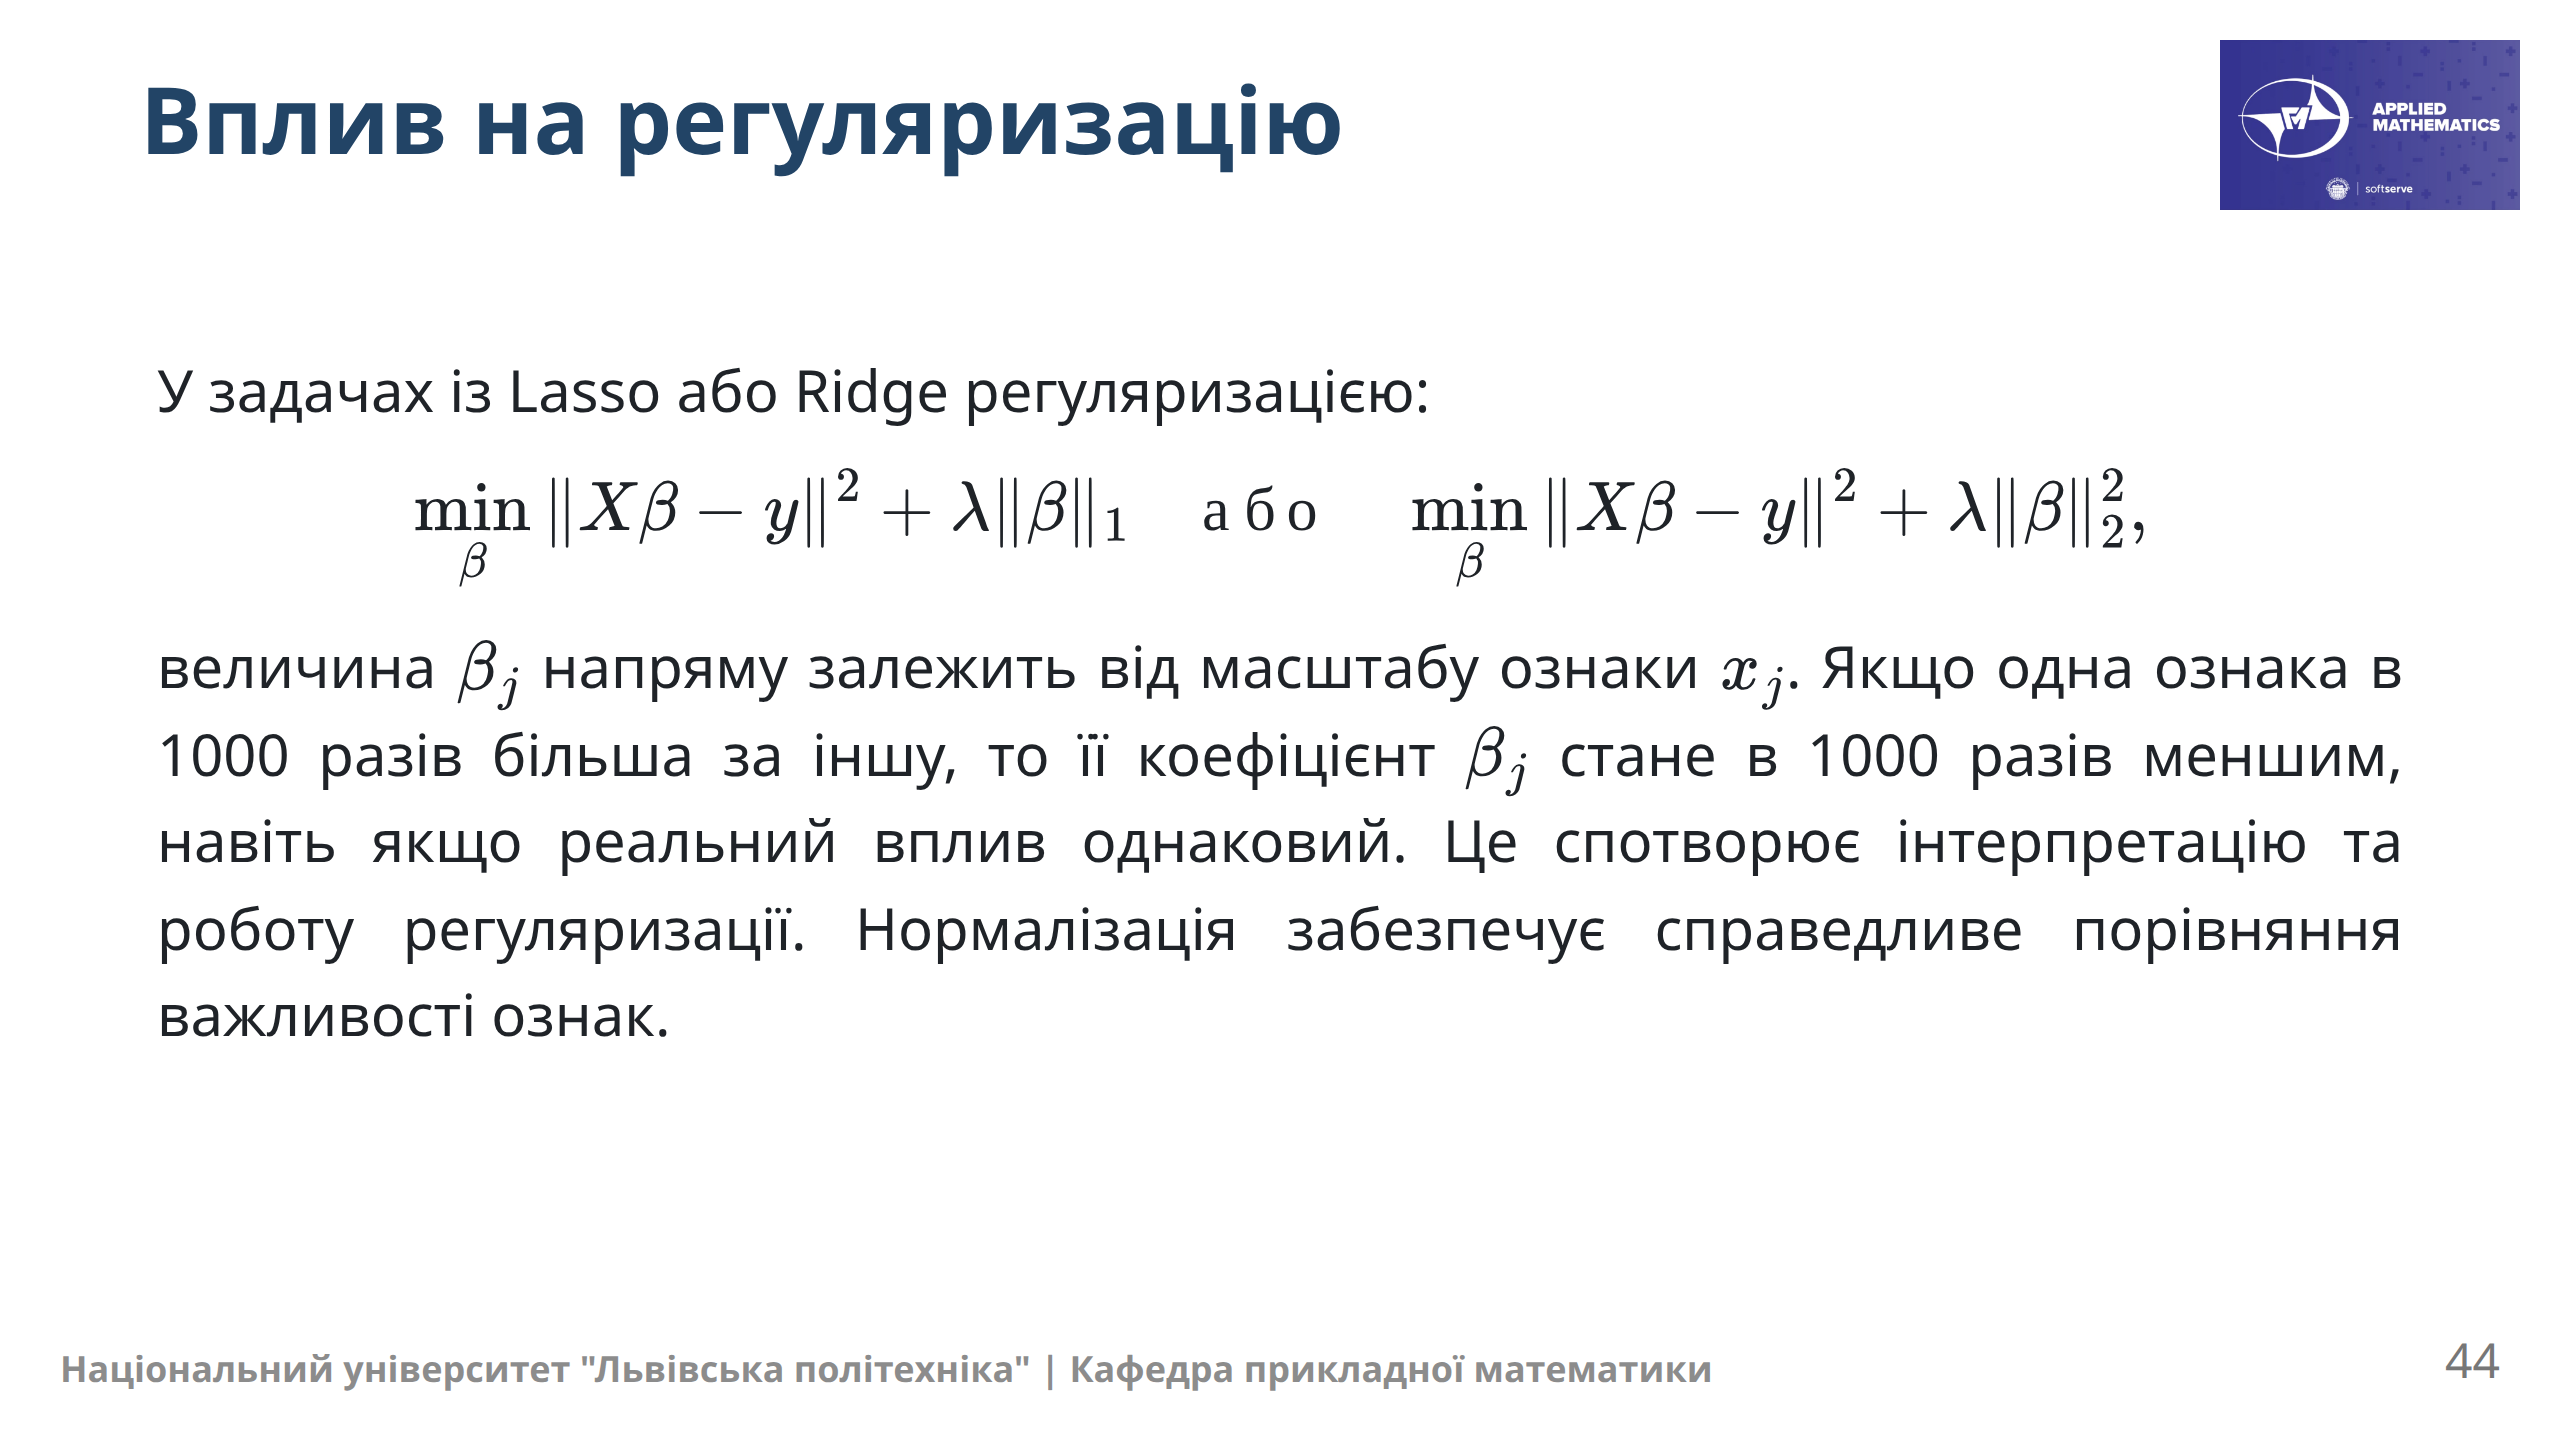 Вплив на регуляризацію
APPLIED
MATHEMATICS
softserve
У задачах із Lasso або Ridge регуляризацією:
min_β ‖Xβ − y‖² + λ‖β‖₁ або min_β ‖Xβ − y‖² + λ‖β‖₂²,
величина βⱼ напряму залежить від масштабу ознаки xⱼ. Якщо одна ознака в
1000 разів більша за іншу, то її коефіцієнт βⱼ стане в 1000 разів меншим,
навіть якщо реальний вплив однаковий. Це спотворює інтерпретацію та
роботу регуляризації. Нормалізація забезпечує справедливе порівняння
важливості ознак.
Національний університет "Львівська політехніка" | Кафедра прикладної математики
44